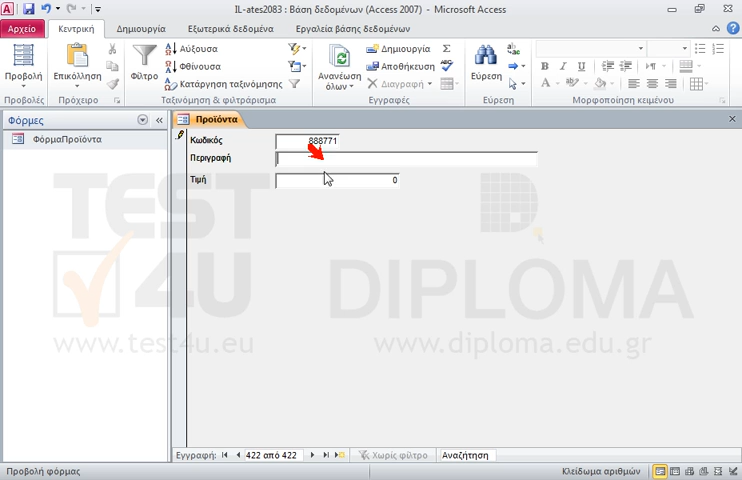 IL-ates2083 : Βάση δεδομένων (Access 2007) - Microsoft Access
Αρχείο Κεντρική Δημιουργία Εξωτερικά δεδομένα Εργαλεία βάσης δεδομένων
Προβολή Επικόλληση Φίλτρο Αύξουσα Φθίνουσα Κατάργηση ταξινόμησης Ανανέωση όλων Δημιουργία Αποθήκευση Διαγραφή Εύρεση
Προβολές Πρόχειρο Ταξινόμηση & φιλτράρισμα Εγγραφές Εύρεση Μορφοποίηση κειμένου
Φόρμες
ΦόρμαΠροϊόντα
Προϊόντα
Κωδικός 888771
Περιγραφή
Τιμή 0
TEST 4U DIPLOMA
www.test4u.eu www.diploma.edu.gr
Εγγραφή: 422 από 422 Χωρίς φίλτρο Αναζήτηση
Προβολή φόρμας Κλείδωμα αριθμών